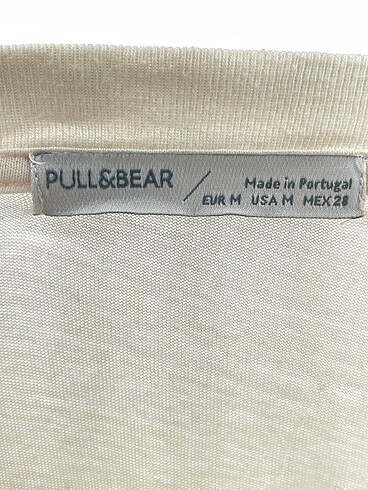 PULL&BEAR / Made in Portugal
EUR M USA M MEX 28